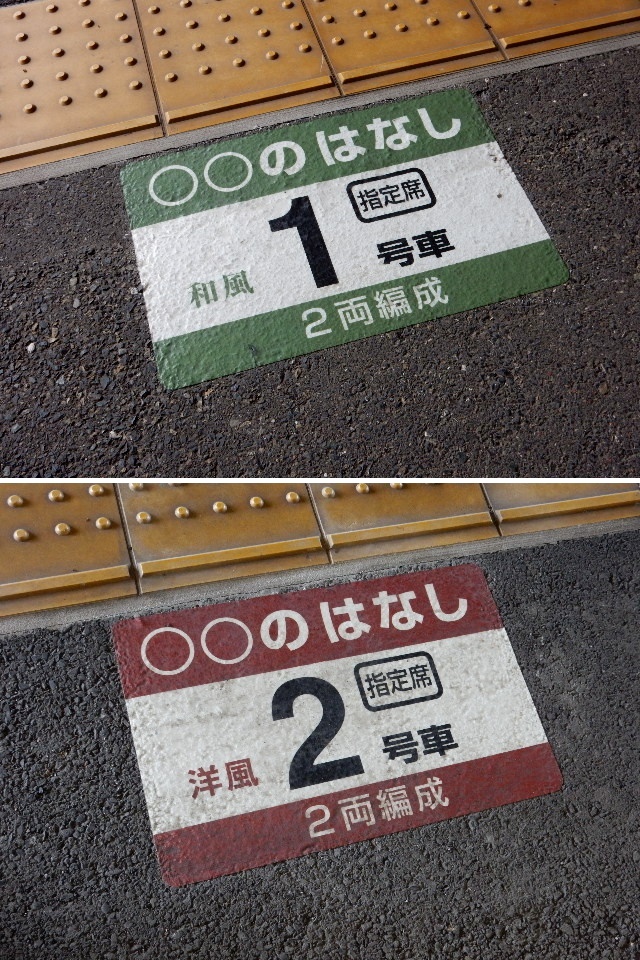 ○○のはなし
指定席
和風 1 号車
2両編成
○○のはなし
指定席
洋風 2 号車
2両編成